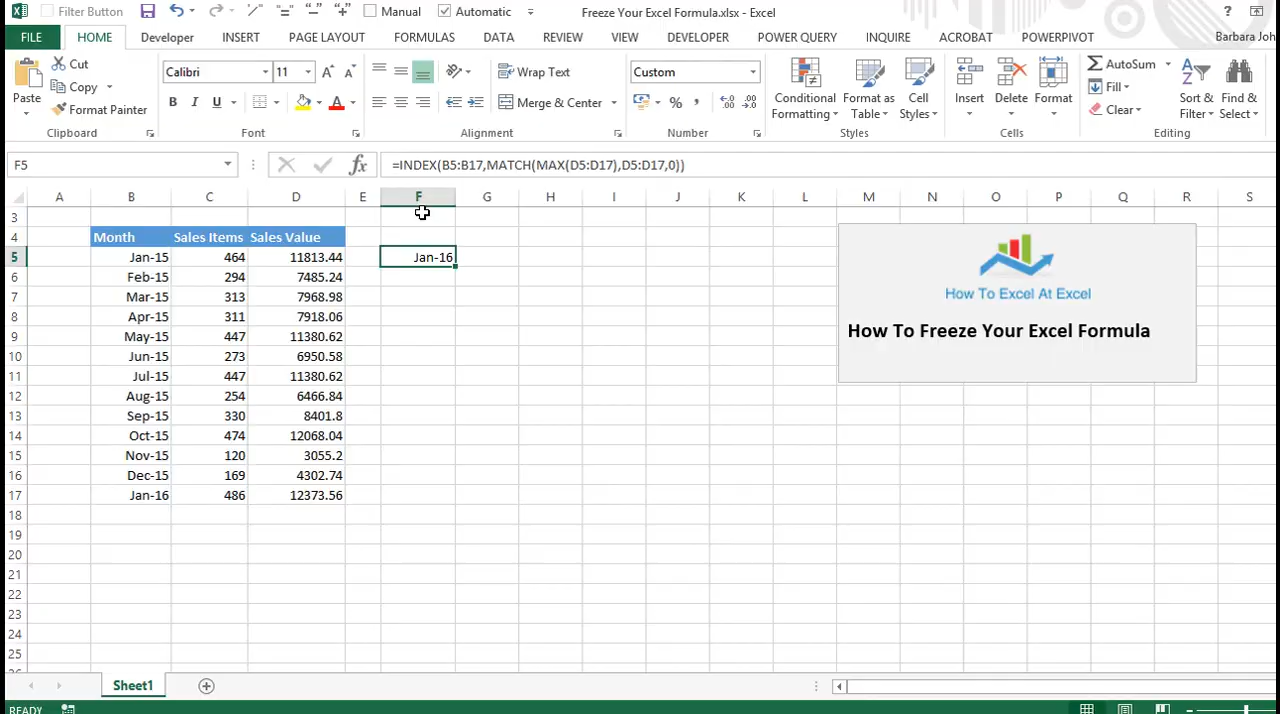 Filter Button Manual Automatic Freeze Your Excel Formula.xlsx - Excel ?
FILE HOME Developer INSERT PAGE LAYOUT FORMULAS DATA REVIEW VIEW DEVELOPER POWER QUERY INQUIRE ACROBAT POWERPIVOT Barbara Joh
Paste Cut Copy Format Painter Clipboard
Calibri 11 B I U A Font
Wrap Text Merge & Center Alignment
Custom % , Number
Conditional Formatting Format as Table Cell Styles Styles
Insert Delete Format Cells
AutoSum Fill Clear Sort & Filter Find & Select Editing
F5 fx =INDEX(B5:B17,MATCH(MAX(D5:D17),D5:D17,0))
A B C D E F G H I J K L M N O P Q R S
3
4 Month Sales Items Sales Value
5 Jan-15 464 11813.44 Jan-16
6 Feb-15 294 7485.24
7 Mar-15 313 7968.98
8 Apr-15 311 7918.06
9 May-15 447 11380.62
10 Jun-15 273 6950.58
11 Jul-15 447 11380.62
12 Aug-15 254 6466.84
13 Sep-15 330 8401.8
14 Oct-15 474 12068.04
15 Nov-15 120 3055.2
16 Dec-15 169 4302.74
17 Jan-16 486 12373.56
18
19
20
21
22
23
24
25
How To Excel At Excel
How To Freeze Your Excel Formula
Sheet1
READY